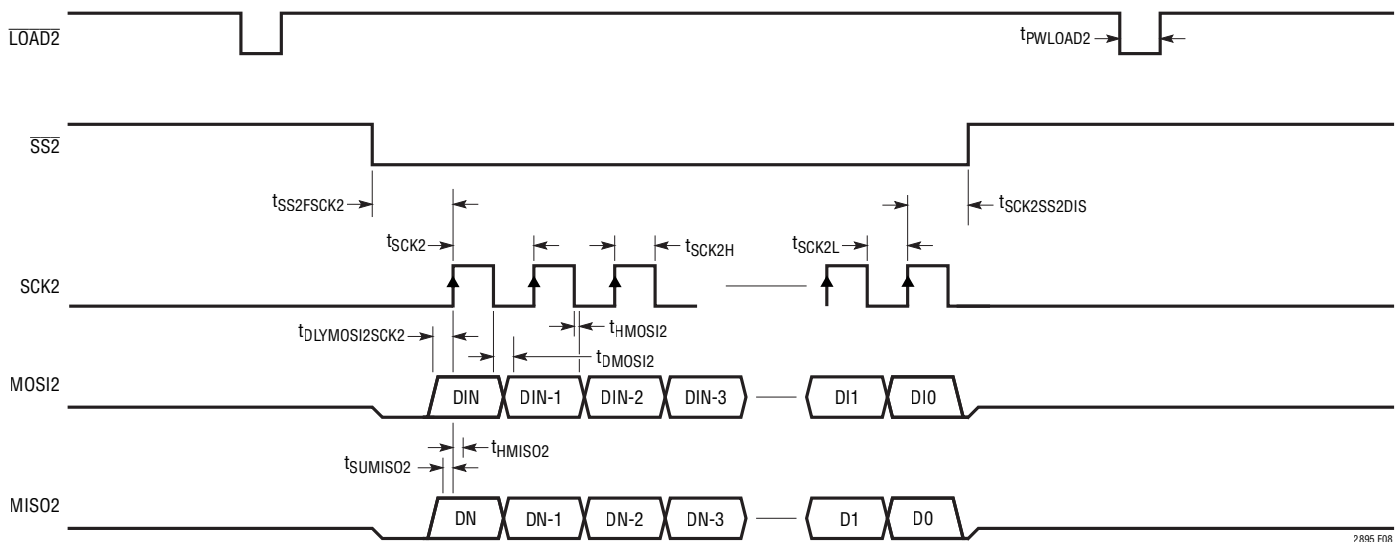 LOAD2
tPWLOAD2
SS2
tSS2FSCK2
tSCK2SS2DIS
tSCK2
tSCK2H
tSCK2L
SCK2
tDLYMOSI2SCK2
tHMOSI2
tDMOSI2
MOSI2
DIN
DIN-1
DIN-2
DIN-3
DI1
DI0
tHMISO2
tSUMISO2
MISO2
DN
DN-1
DN-2
DN-3
D1
D0
2895 F08